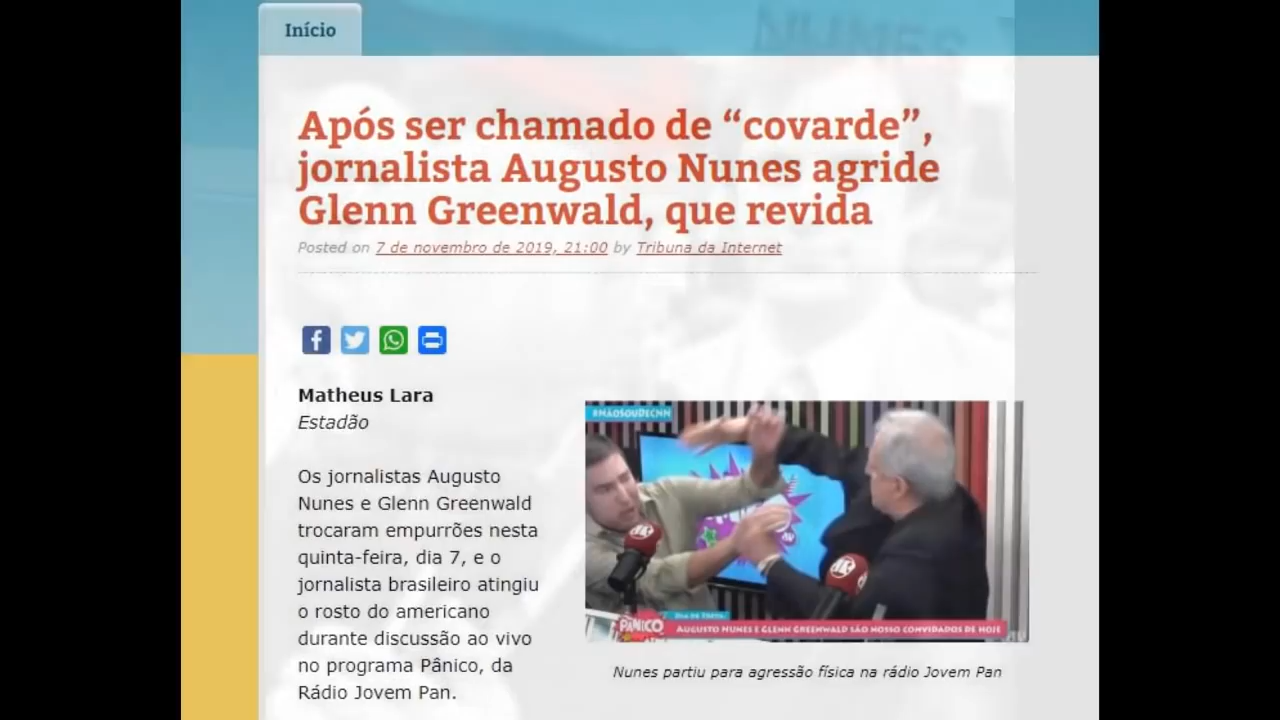 NUNES
Início
Após ser chamado de “covarde”,
jornalista Augusto Nunes agride
Glenn Greenwald, que revida
Posted on 7 de novembro de 2019, 21:00 by Tribuna da Internet
Matheus Lara
Estadão
Os jornalistas Augusto
Nunes e Glenn Greenwald
trocaram empurrões nesta
quinta-feira, dia 7, e o
jornalista brasileiro atingiu
o rosto do americano
durante discussão ao vivo
no programa Pânico, da
Rádio Jovem Pan.
#NÃOSOUDECNN
PÂNICO
AUGUSTO NUNES E GLENN GREENWALD SÃO NOSSO CONVIDADOS DE HOJE
Nunes partiu para agressão física na rádio Jovem Pan